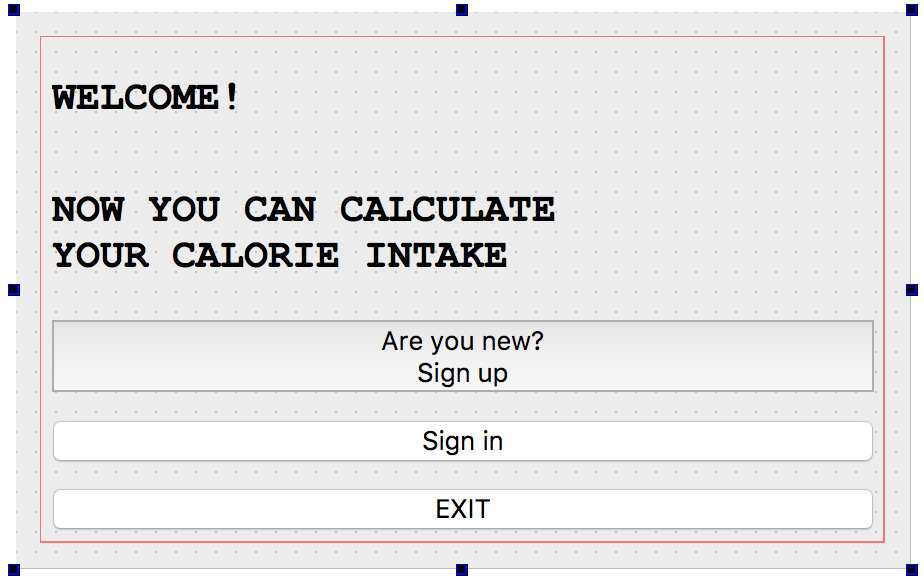 WELCOME!
NOW YOU CAN CALCULATE
YOUR CALORIE INTAKE
Are you new?
Sign up
Sign in
EXIT